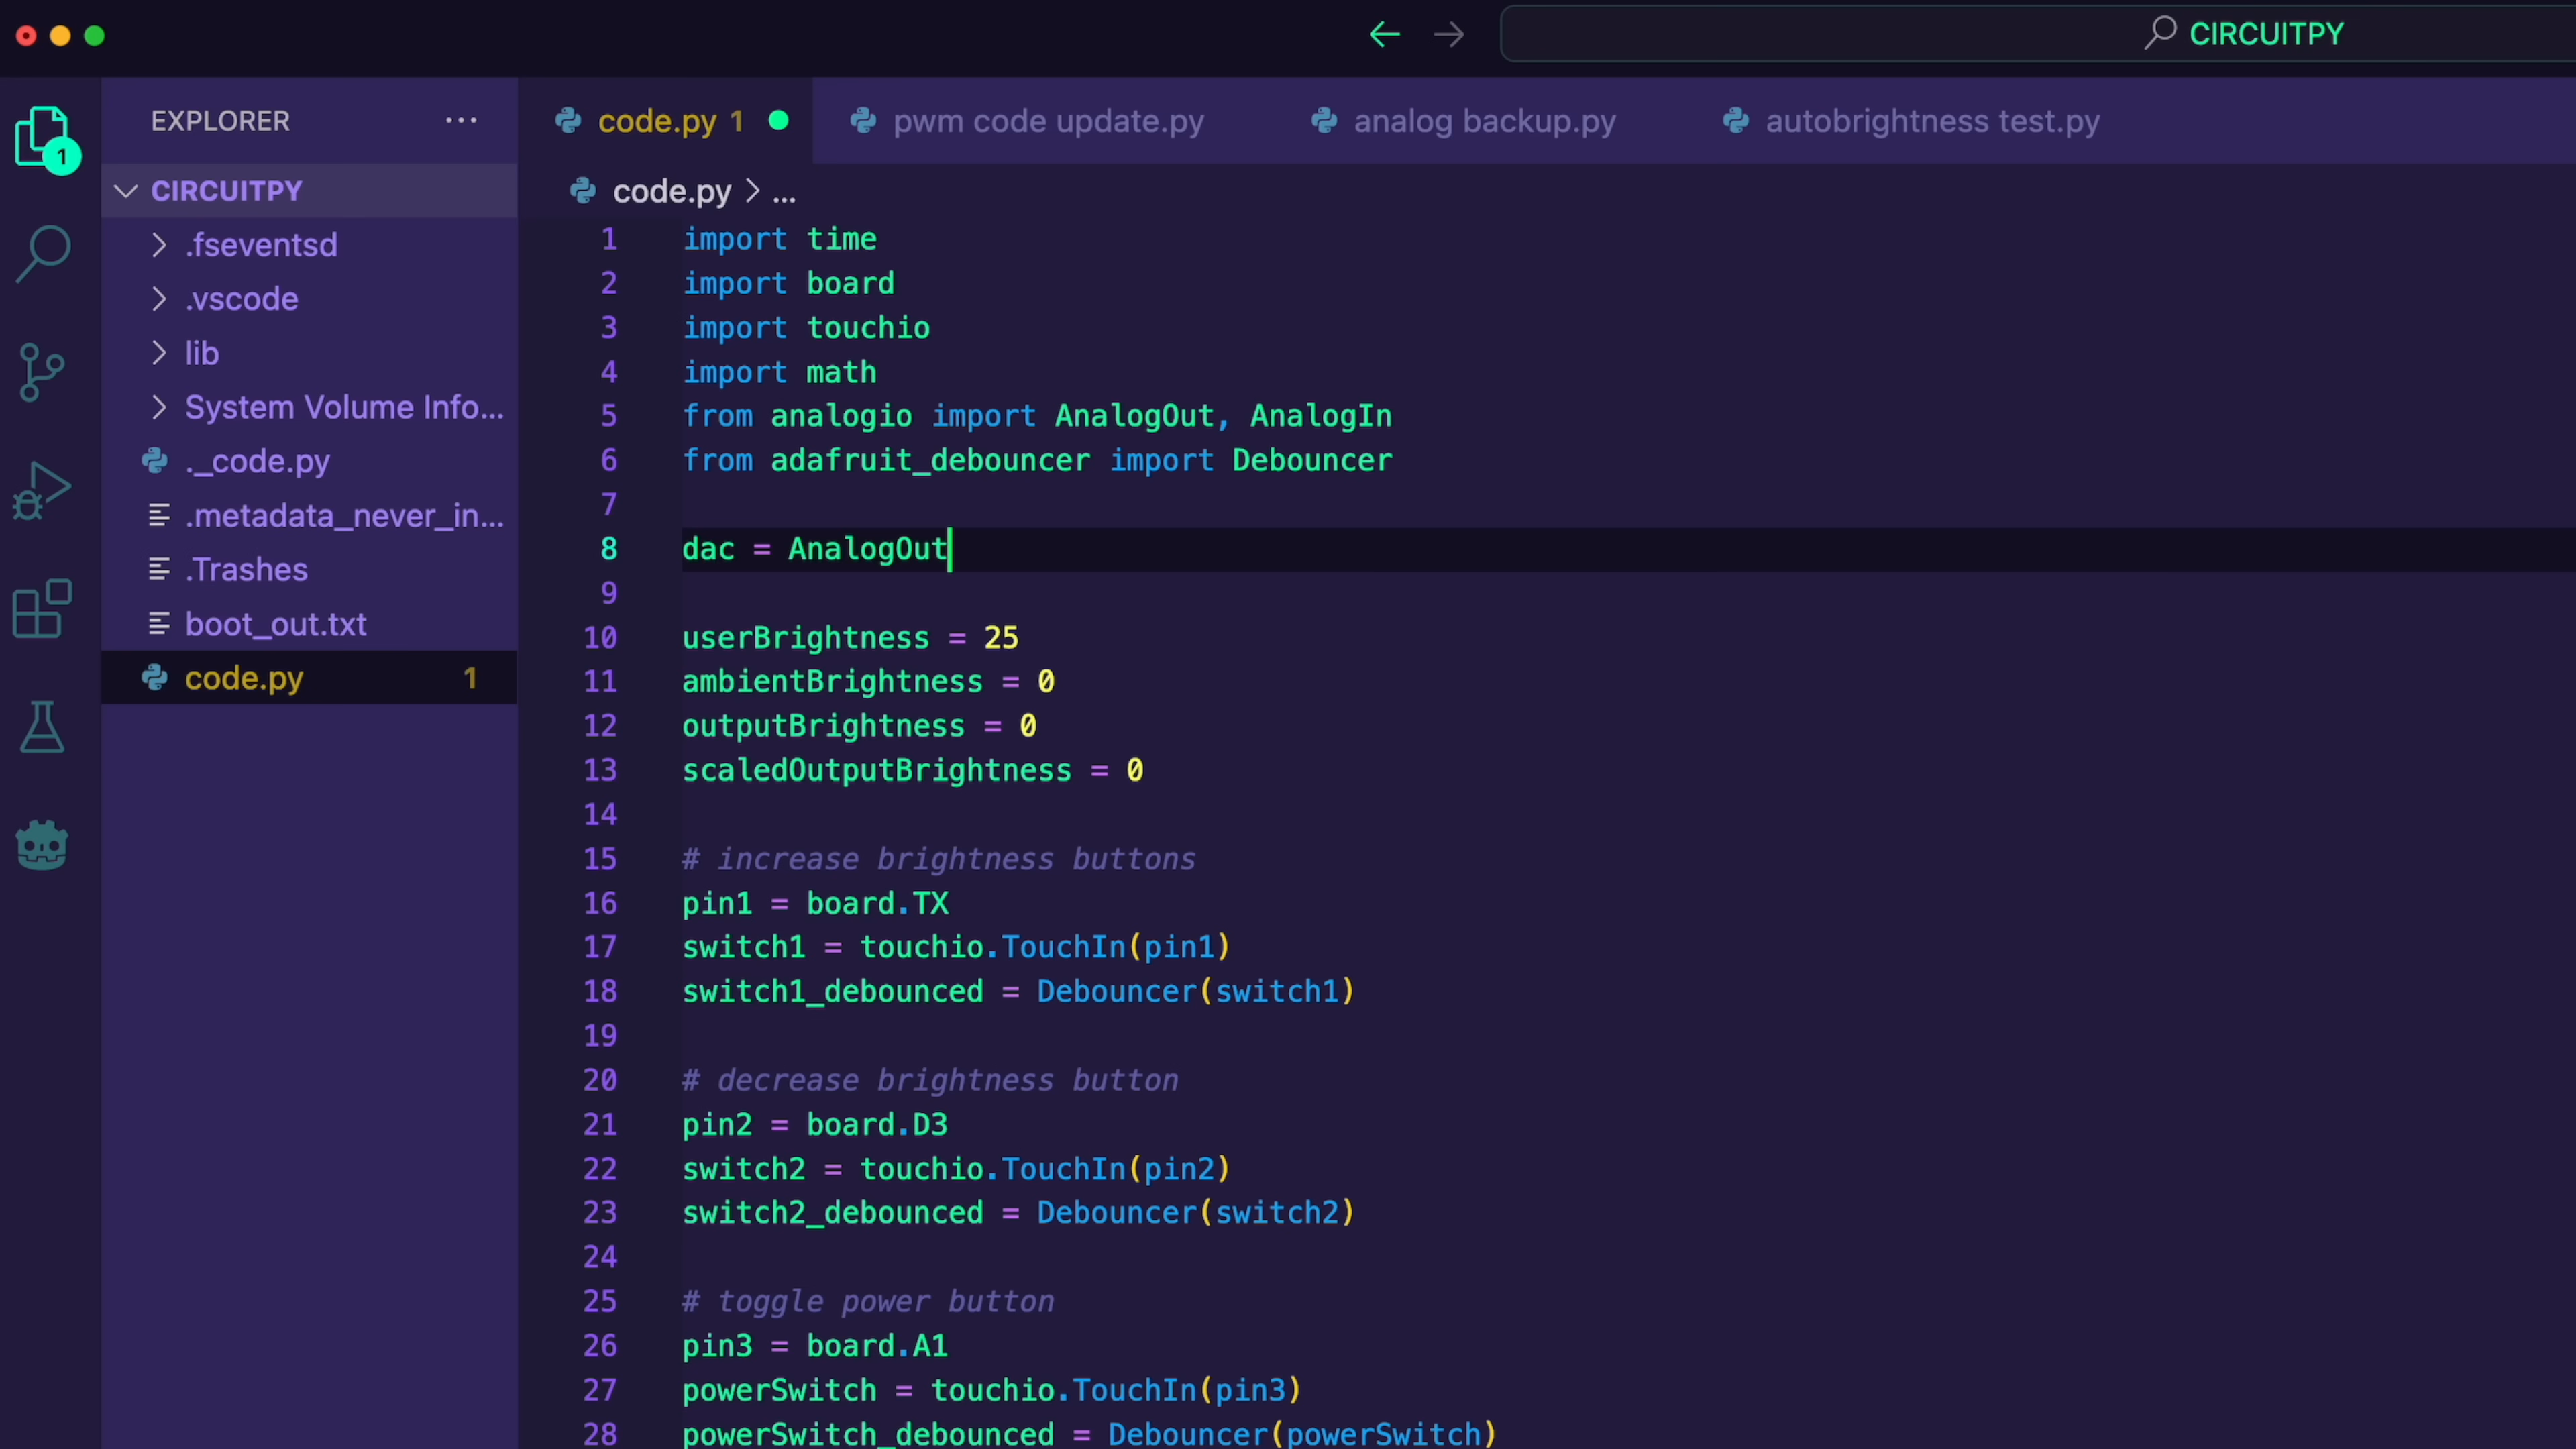 CIRCUITPY
EXPLORER ...
code.py 1
pwm code update.py
analog backup.py
autobrightness test.py
1
CIRCUITPY
.fseventsd
.vscode
lib
System Volume Info...
._code.py
.metadata_never_in...
.Trashes
boot_out.txt
code.py 1
code.py > ...
1 import time
2 import board
3 import touchio
4 import math
5 from analogio import AnalogOut, AnalogIn
6 from adafruit_debouncer import Debouncer
7
8 dac = AnalogOut
9
10 userBrightness = 25
11 ambientBrightness = 0
12 outputBrightness = 0
13 scaledOutputBrightness = 0
14
15 # increase brightness buttons
16 pin1 = board.TX
17 switch1 = touchio.TouchIn(pin1)
18 switch1_debounced = Debouncer(switch1)
19
20 # decrease brightness button
21 pin2 = board.D3
22 switch2 = touchio.TouchIn(pin2)
23 switch2_debounced = Debouncer(switch2)
24
25 # toggle power button
26 pin3 = board.A1
27 powerSwitch = touchio.TouchIn(pin3)
28 powerSwitch_debounced = Debouncer(powerSwitch)